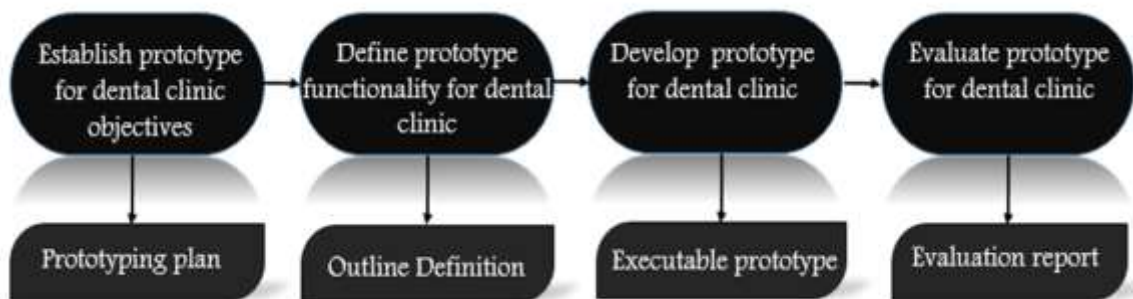 Establish prototype
for dental clinic
objectives
Define prototype
functionality for dental
clinic
Develop prototype
for dental clinic
Evaluate prototype
for dental clinic
Prototyping plan
Outline Definition
Executable prototype
Evaluation report